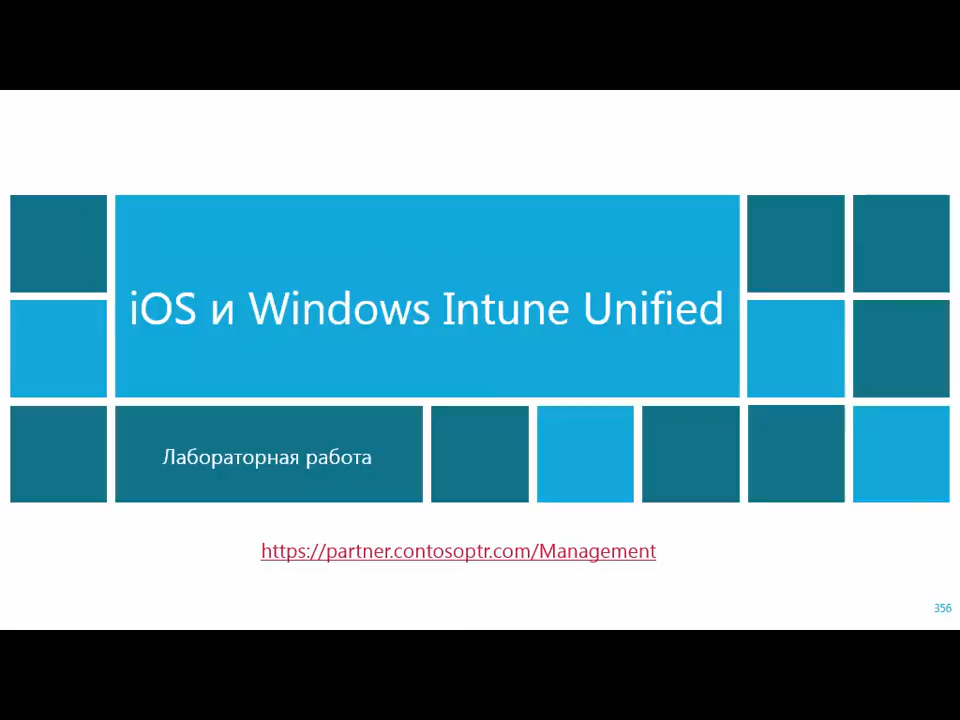 iOS и Windows Intune Unified
Лабораторная работа
https://partner.contosoptr.com/Management
356